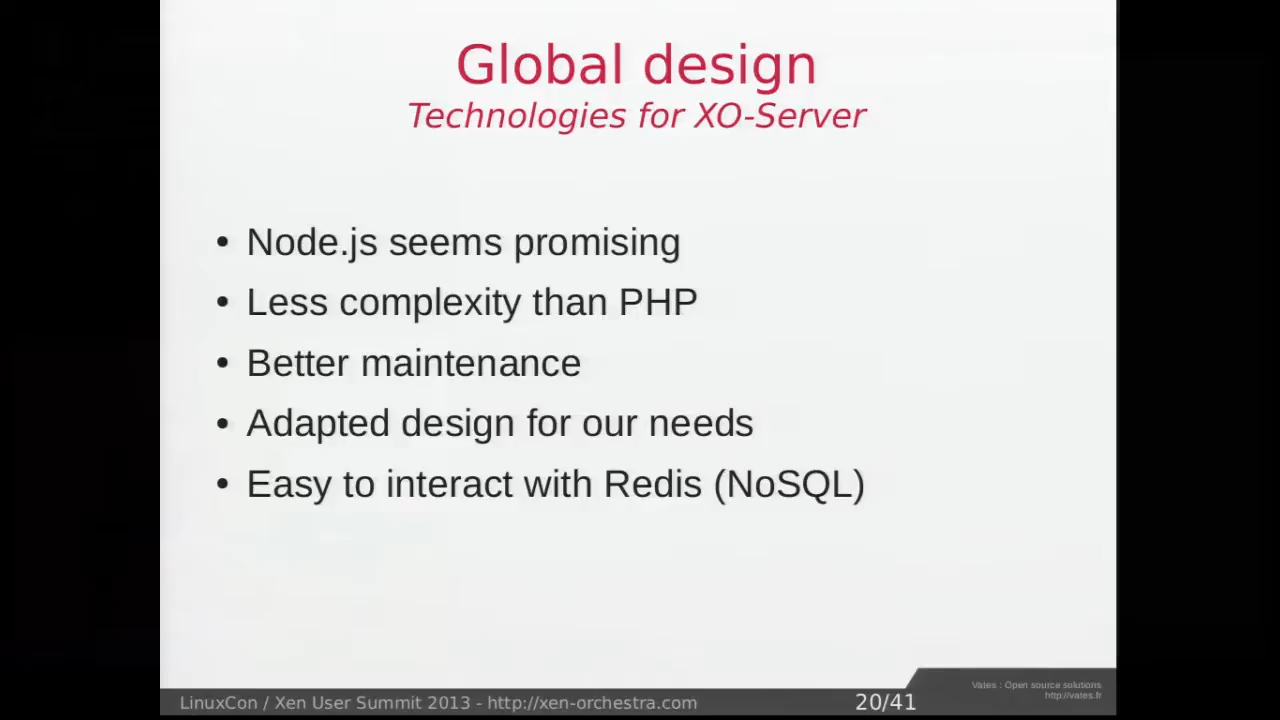 Global design
Technologies for XO-Server
• Node.js seems promising
• Less complexity than PHP
• Better maintenance
• Adapted design for our needs
• Easy to interact with Redis (NoSQL)
LinuxCon / Xen User Summit 2013 - http://xen-orchestra.com
20/41
Vates : Open source solutions
http://vates.fr